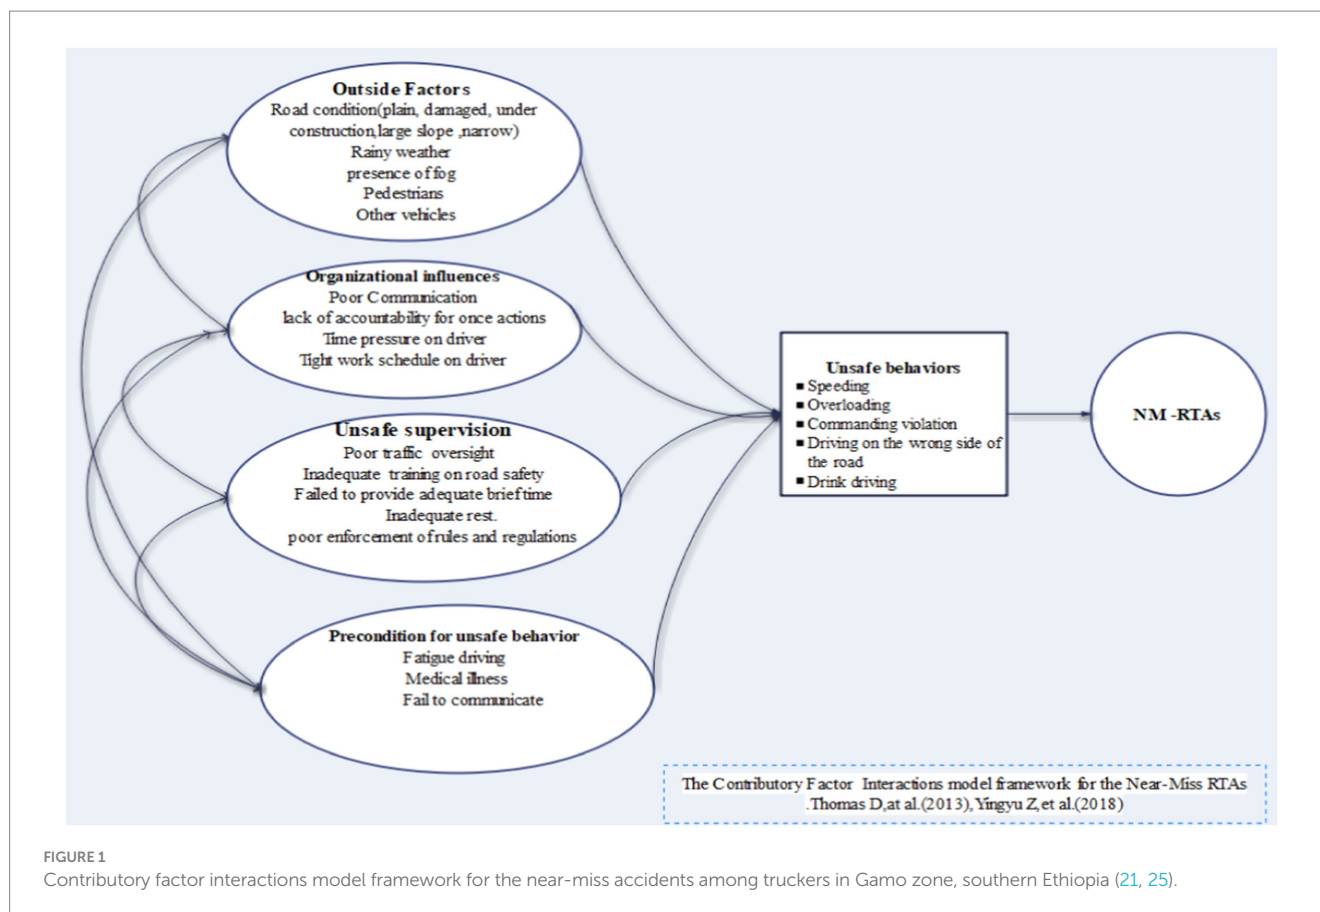 Outside Factors
Road condition(plain, damaged, under
construction,large slope ,narrow)
Rainy weather
presence of fog
Pedestrians
Other vehicles
Organizational influences
Poor Communication
lack of accountability for once actions
Time pressure on driver
Tight work schedule on driver
Unsafe supervision
Poor traffic oversight
Inadequate training on road safety
Failed to provide adequate brief time
Inadequate rest.
poor enforcement of rules and regulations
Precondition for unsafe behavior
Fatigue driving
Medical illness
Fail to communicate
Unsafe behaviors
▪ Speeding
▪ Overloading
▪ Commanding violation
▪ Driving on the wrong side of
the road
▪ Drink driving
NM -RTAs
The Contributory Factor Interactions model framework for the Near-Miss RTAs
.Thomas D,at al.(2013), Yingyu Z, et al.(2018)
FIGURE 1
Contributory factor interactions model framework for the near-miss accidents among truckers in Gamo zone, southern Ethiopia (21, 25).